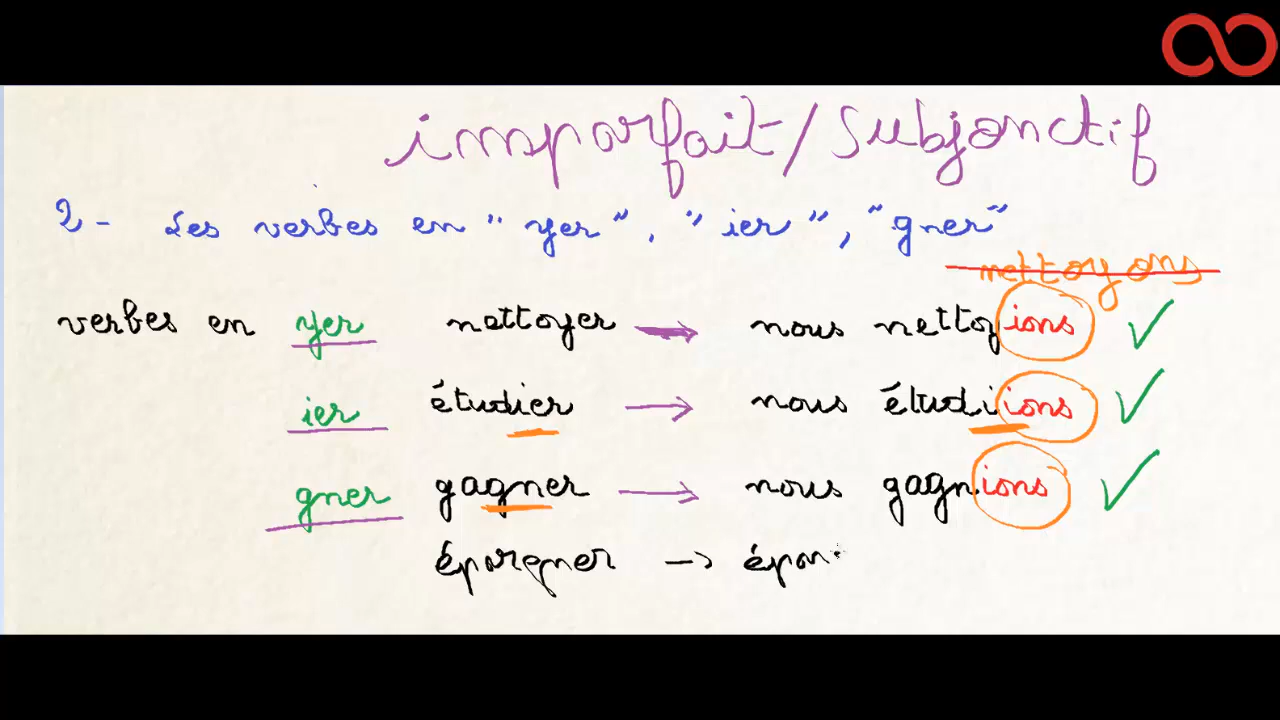 imparfait/subjonctif
2- Les verbes en "yer", "ier", "gner"
nettoyons
verbes en yer nettoyer → nous nettoyions ✓
ier étudier → nous étudiions ✓
gner gagner → nous gagnions ✓
épargner → épar